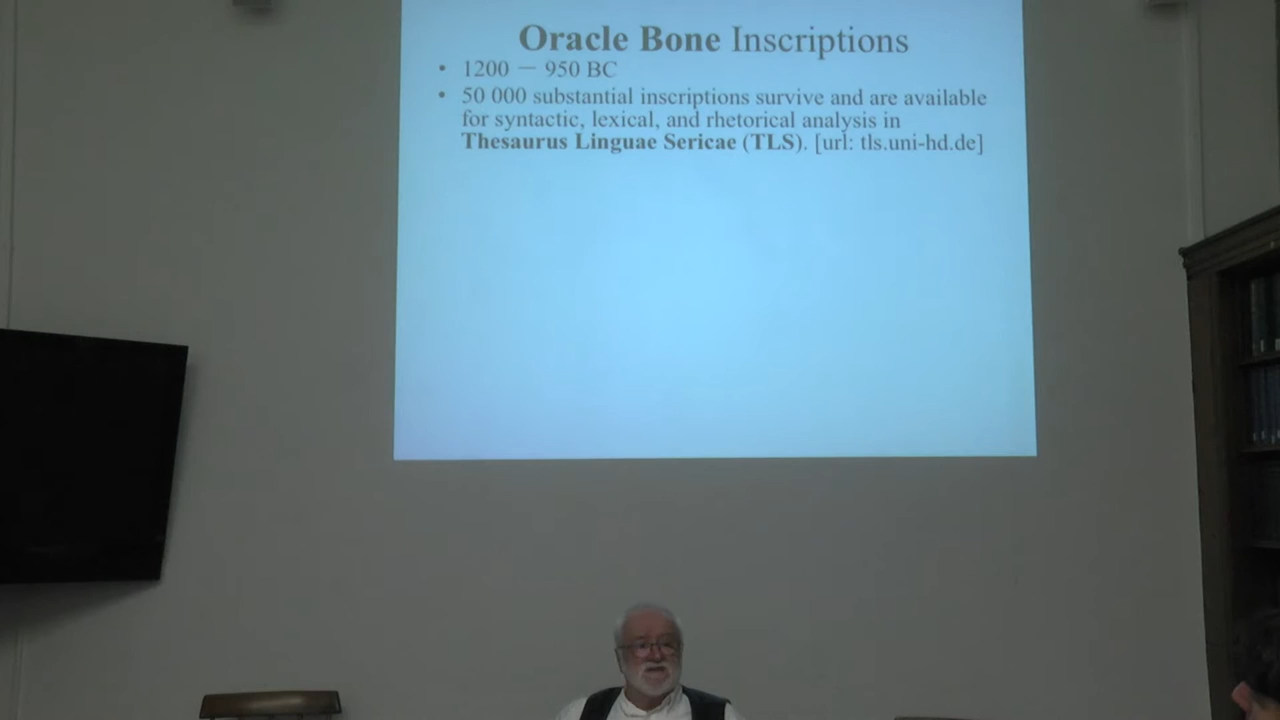 Oracle Bone Inscriptions
• 1200 — 950 BC
• 50 000 substantial inscriptions survive and are available
for syntactic, lexical, and rhetorical analysis in
Thesaurus Linguae Sericae (TLS). [url: tls.uni-hd.de]